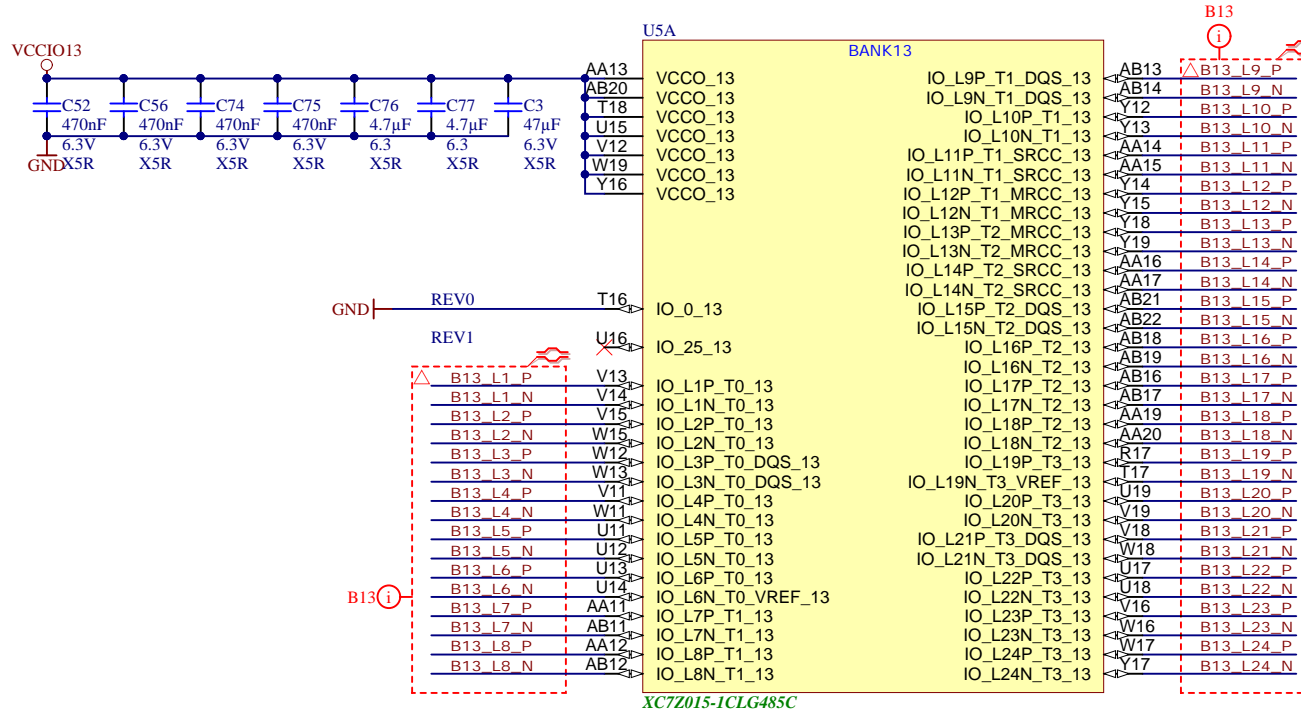 B13
i
U5A
BANK13
VCCIO13
GND
C52
470nF
6.3V
X5R
C56
470nF
6.3V
X5R
C74
470nF
6.3V
X5R
C75
470nF
6.3V
X5R
C76
4.7µF
6.3
X5R
C77
4.7µF
6.3
X5R
C3
47µF
6.3V
X5R
AA13 VCCO_13
AB20 VCCO_13
T18 VCCO_13
U15 VCCO_13
V12 VCCO_13
W19 VCCO_13
Y16 VCCO_13
GND REV0 T16 IO_0_13
REV1 U16 IO_25_13
B13_L1_P V13 IO_L1P_T0_13
B13_L1_N V14 IO_L1N_T0_13
B13_L2_P V15 IO_L2P_T0_13
B13_L2_N W15 IO_L2N_T0_13
B13_L3_P W12 IO_L3P_T0_DQS_13
B13_L3_N W13 IO_L3N_T0_DQS_13
B13_L4_P V11 IO_L4P_T0_13
B13_L4_N W11 IO_L4N_T0_13
B13_L5_P U11 IO_L5P_T0_13
B13_L5_N U12 IO_L5N_T0_13
B13_L6_P U13 IO_L6P_T0_13
B13_L6_N U14 IO_L6N_T0_VREF_13
B13 i
B13_L7_P AA11 IO_L7P_T1_13
B13_L7_N AB11 IO_L7N_T1_13
B13_L8_P AA12 IO_L8P_T1_13
B13_L8_N AB12 IO_L8N_T1_13
IO_L9P_T1_DQS_13 AB13 B13_L9_P
IO_L9N_T1_DQS_13 AB14 B13_L9_N
IO_L10P_T1_13 Y12 B13_L10_P
IO_L10N_T1_13 Y13 B13_L10_N
IO_L11P_T1_SRCC_13 AA14 B13_L11_P
IO_L11N_T1_SRCC_13 AA15 B13_L11_N
IO_L12P_T1_MRCC_13 Y14 B13_L12_P
IO_L12N_T1_MRCC_13 Y15 B13_L12_N
IO_L13P_T2_MRCC_13 Y18 B13_L13_P
IO_L13N_T2_MRCC_13 Y19 B13_L13_N
IO_L14P_T2_SRCC_13 AA16 B13_L14_P
IO_L14N_T2_SRCC_13 AA17 B13_L14_N
IO_L15P_T2_DQS_13 AB21 B13_L15_P
IO_L15N_T2_DQS_13 AB22 B13_L15_N
IO_L16P_T2_13 AB18 B13_L16_P
IO_L16N_T2_13 AB19 B13_L16_N
IO_L17P_T2_13 AB16 B13_L17_P
IO_L17N_T2_13 AB17 B13_L17_N
IO_L18P_T2_13 AA19 B13_L18_P
IO_L18N_T2_13 AA20 B13_L18_N
IO_L19P_T3_13 R17 B13_L19_P
IO_L19N_T3_VREF_13 T17 B13_L19_N
IO_L20P_T3_13 U19 B13_L20_P
IO_L20N_T3_13 V19 B13_L20_N
IO_L21P_T3_DQS_13 V18 B13_L21_P
IO_L21N_T3_DQS_13 W18 B13_L21_N
IO_L22P_T3_13 U17 B13_L22_P
IO_L22N_T3_13 U18 B13_L22_N
IO_L23P_T3_13 V16 B13_L23_P
IO_L23N_T3_13 W16 B13_L23_N
IO_L24P_T3_13 W17 B13_L24_P
IO_L24N_T3_13 Y17 B13_L24_N
XC7Z015-1CLG485C